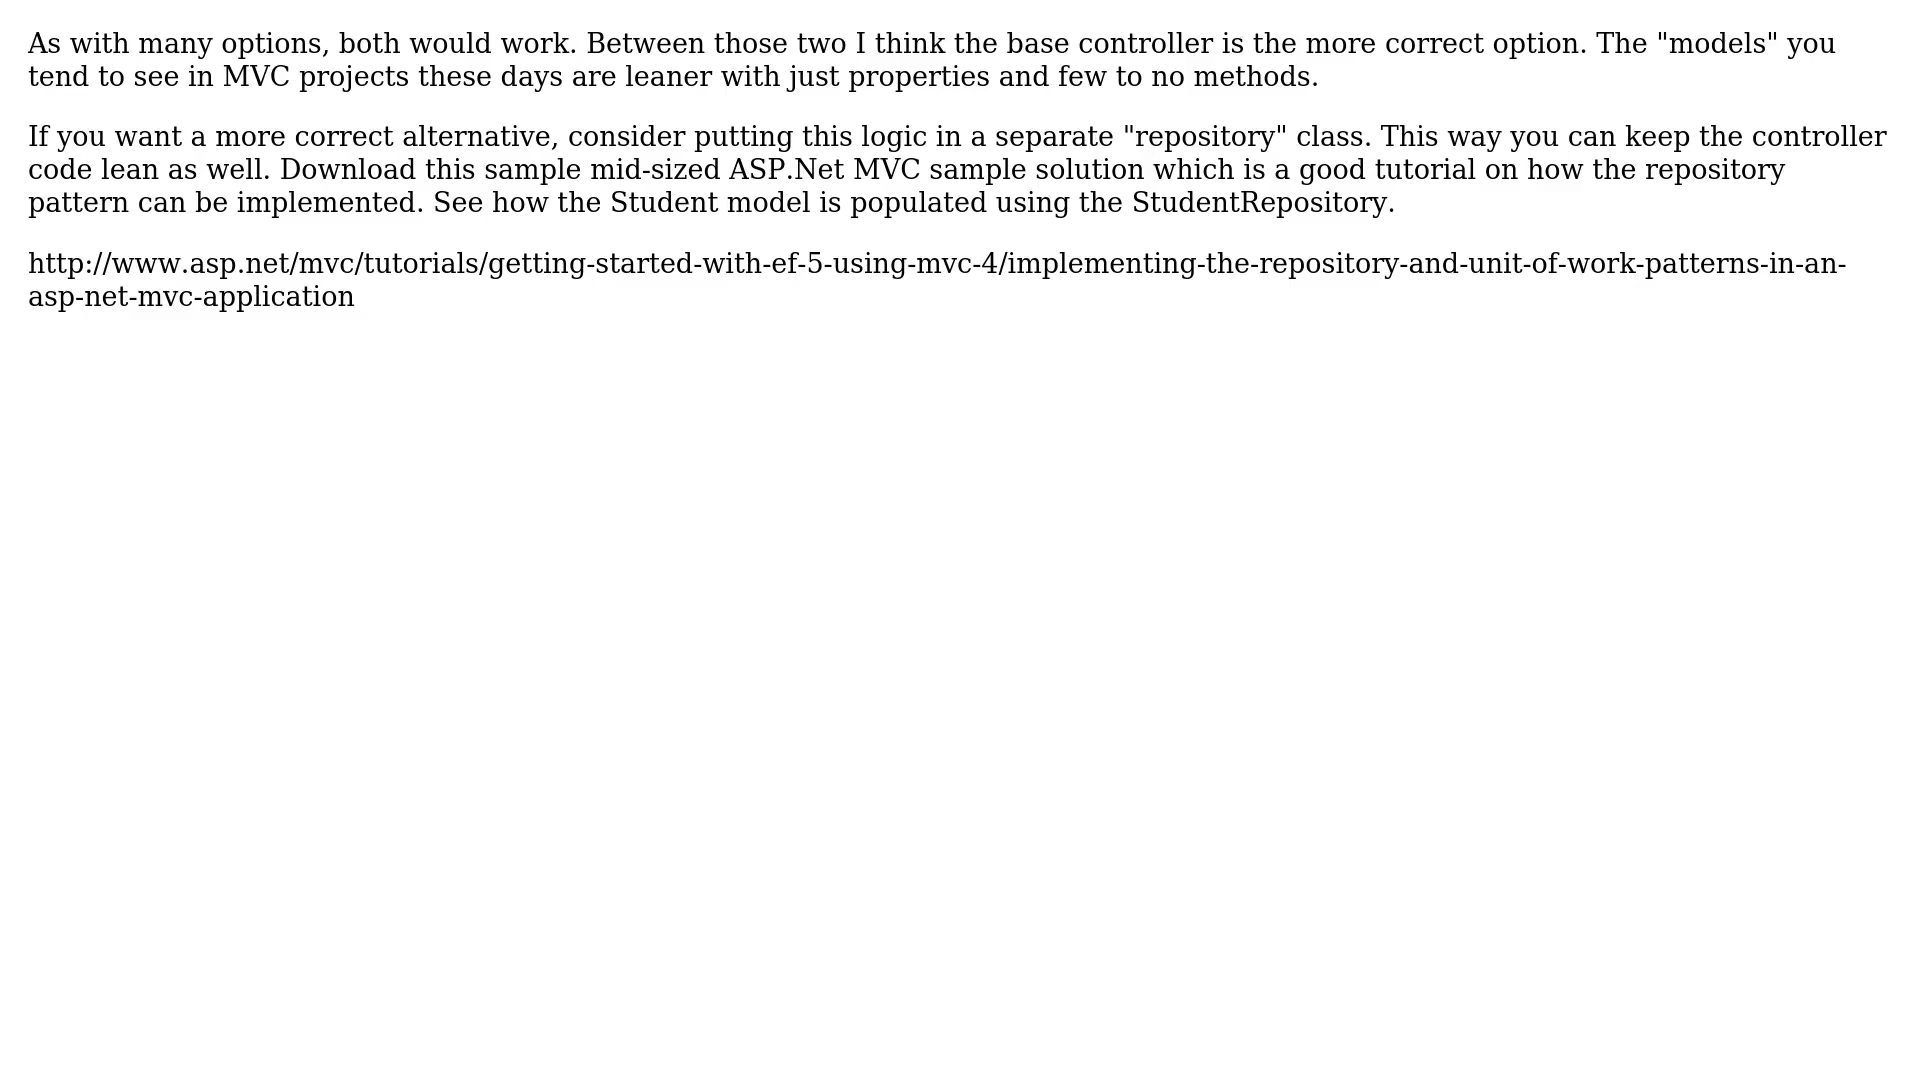 As with many options, both would work. Between those two I think the base controller is the more correct option. The "models" you
tend to see in MVC projects these days are leaner with just properties and few to no methods.
If you want a more correct alternative, consider putting this logic in a separate "repository" class. This way you can keep the controller
code lean as well. Download this sample mid-sized ASP.Net MVC sample solution which is a good tutorial on how the repository
pattern can be implemented. See how the Student model is populated using the StudentRepository.
http://www.asp.net/mvc/tutorials/getting-started-with-ef-5-using-mvc-4/implementing-the-repository-and-unit-of-work-patterns-in-an-
asp-net-mvc-application